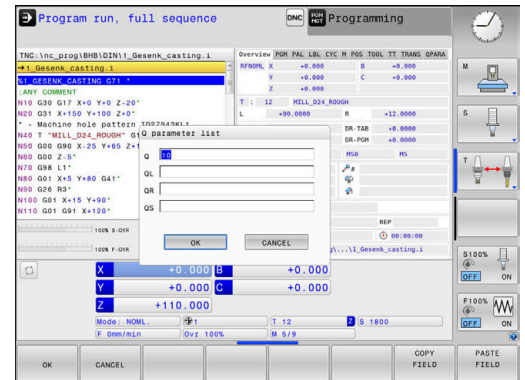 Program run, full sequence
DNC
PGM MGT
Programming
TNC:\nc_prog\BHB\DIN\1_Gesenk_casting.i
→1_Gesenk_casting.i
%1_GESENK_CASTING G71 *
;ANY COMMENT
N10 G30 G17 X+0 Y+0 Z-20*
N20 G31 X+150 Y+100 Z+0*
* - Machine hole pattern ID27943KL1
N40 T "MILL_D24_ROUGH" G1
N50 G00 G90 X-25 Y+65 Z+1
N60 G00 Z-5*
N70 G98 L1*
N80 G01 X+5 Y+80 G41*
N90 G26 R3*
N100 G01 X+15 Y+90*
N110 G01 G91 X+120*
100% S-OVR
100% F-OVR
Overview PGM PAL LBL CYC M POS TOOL TT TRANS QPARA
RFNOML X +0.000 B +0.000
Y +0.000 C +0.000
Z +0.000
T : 12 MILL_D24_ROUGH
L +90.0000 R +12.0000
DR-TAB +0.0000
DR-PGM +0.0000
M50 M5
REP
00:00:00
\...\1_Gesenk_casting.i
Q parameter list
Q 10
QL
QR
QS
OK CANCEL
X +0.000 B +0.000
Y +0.000 C +0.000
Z +110.000
Mode: NOML. 1 T 12 Z S 1800
F 0mm/min Ovr 100% M 5/9
M
S
T
S100%
OFF ON
F100%
OFF ON
OK
CANCEL
COPY FIELD
PASTE FIELD